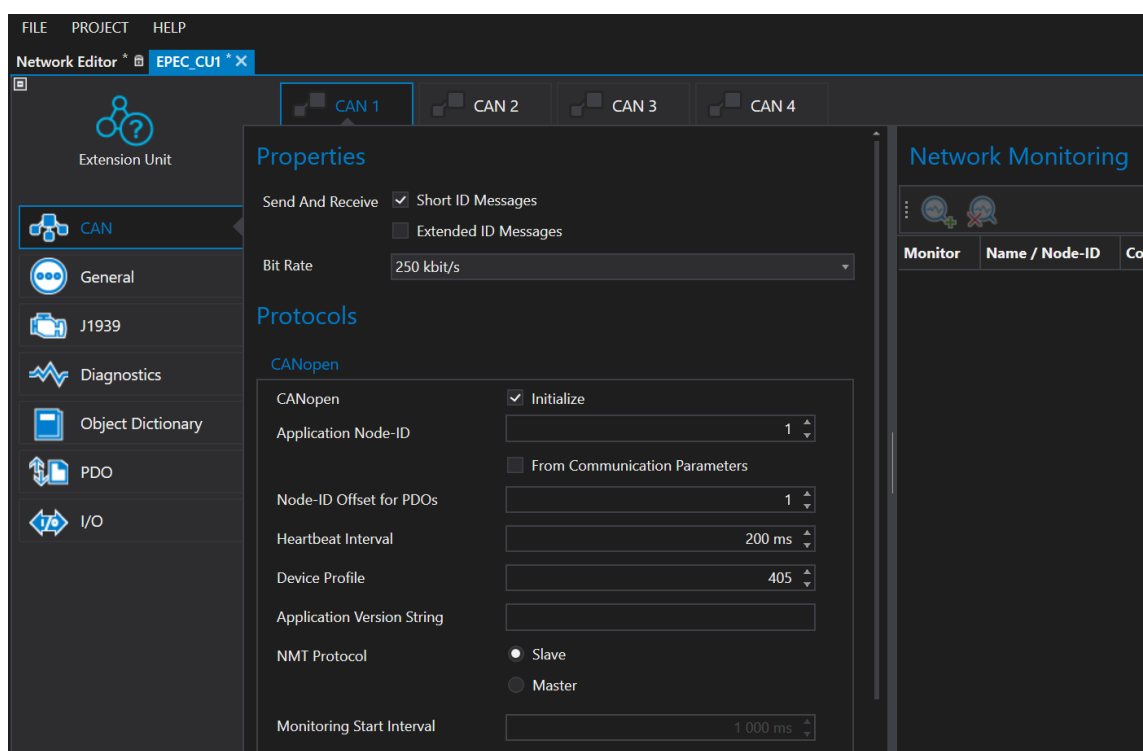 FILE PROJECT HELP
Network Editor * EPEC_CU1 *
CAN 1 CAN 2 CAN 3 CAN 4
Extension Unit
CAN
General
J1939
Diagnostics
Object Dictionary
PDO
I/O
Properties
Send And Receive Short ID Messages
Extended ID Messages
Bit Rate 250 kbit/s
Protocols
CANopen
CANopen Initialize
Application Node-ID 1
From Communication Parameters
Node-ID Offset for PDOs 1
Heartbeat Interval 200 ms
Device Profile 405
Application Version String
NMT Protocol Slave
Master
Monitoring Start Interval 1 000 ms
Network Monitoring
Monitor Name / Node-ID Co